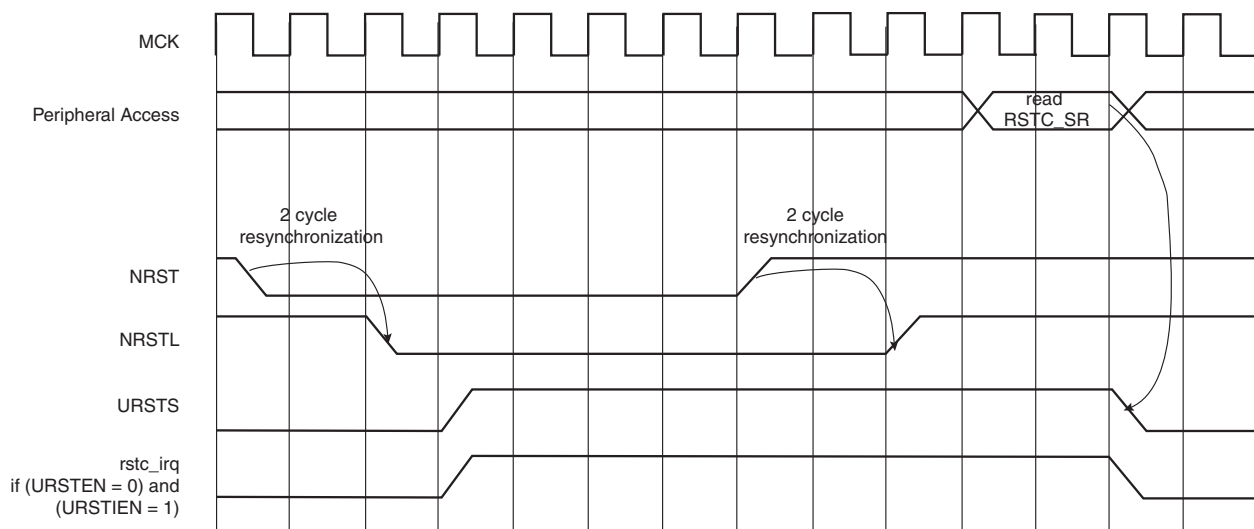 MCK
Peripheral Access
read
RSTC_SR
2 cycle
resynchronization
2 cycle
resynchronization
NRST
NRSTL
URSTS
rstc_irq
if (URSTEN = 0) and
(URSTIEN = 1)